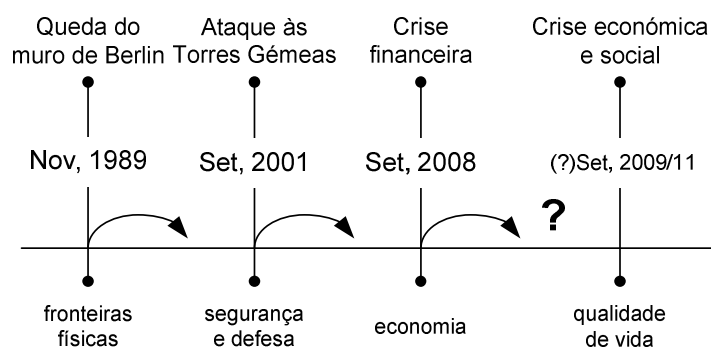 Queda do
muro de Berlin
Ataque às
Torres Gémeas
Crise
financeira
Crise económica
e social
Nov, 1989
Set, 2001
Set, 2008
(?)Set, 2009/11
?
fronteiras
físicas
segurança
e defesa
economia
qualidade
de vida